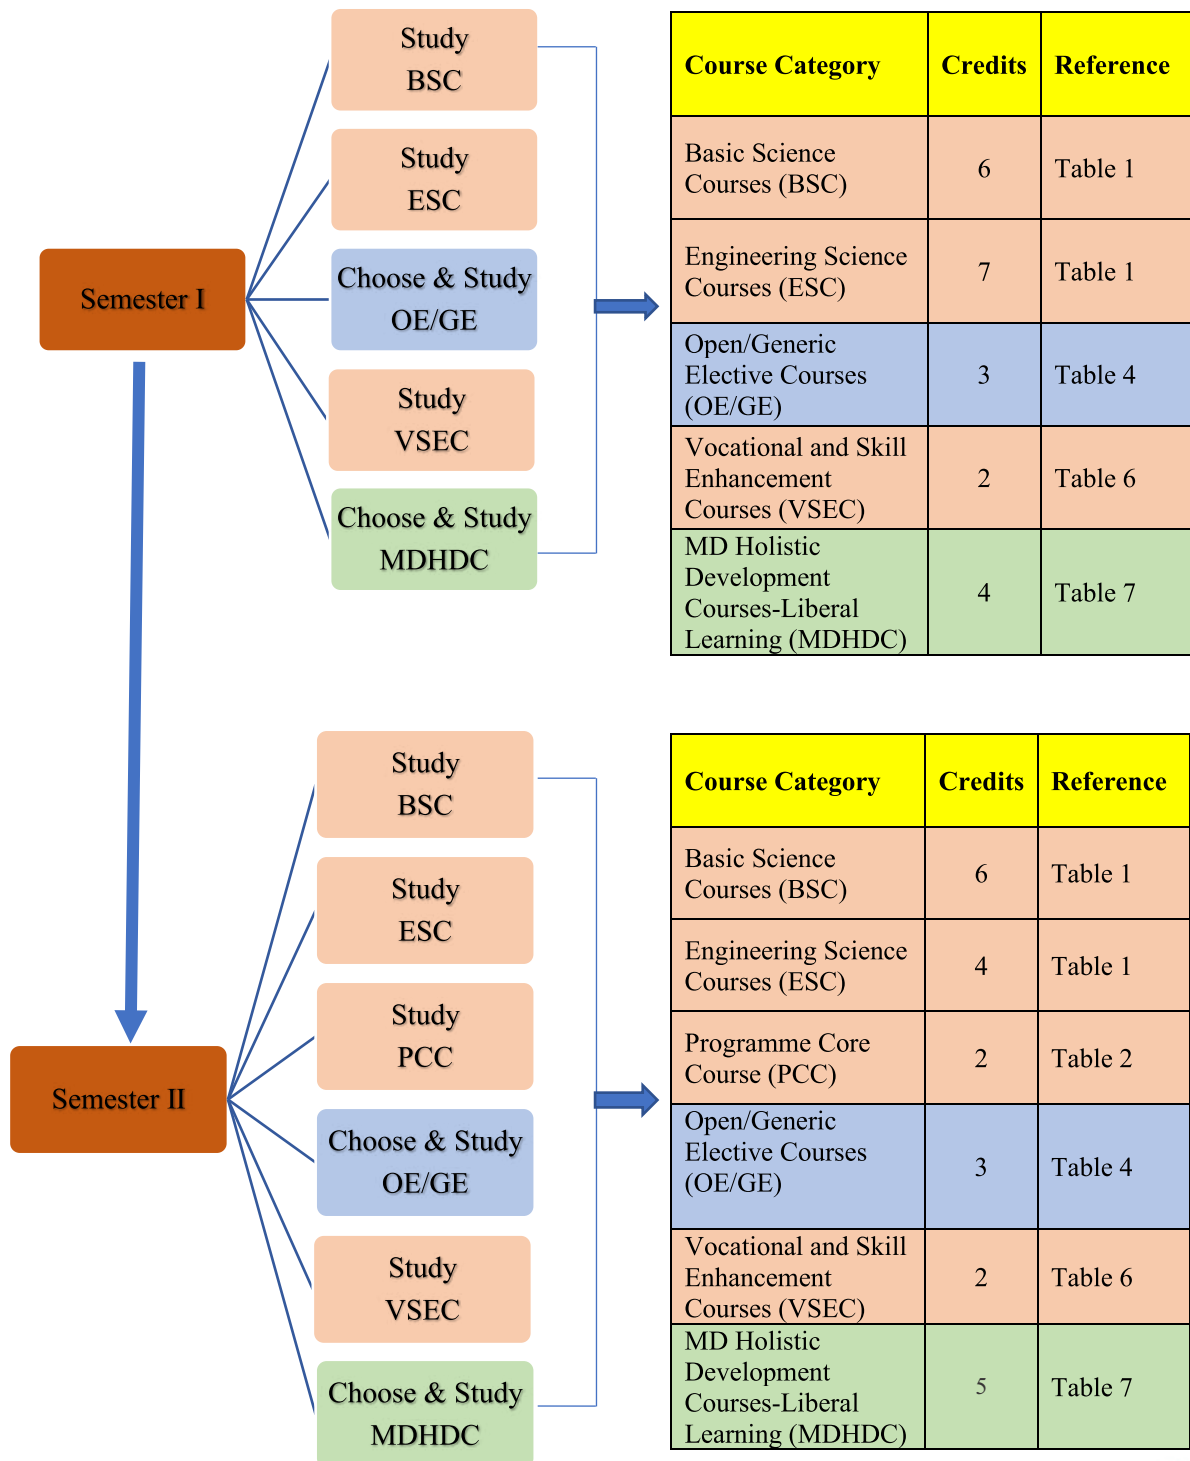 Study
BSC
Study
ESC
Semester I
Choose & Study
OE/GE
Study
VSEC
Choose & Study
MDHDC
Course Category Credits Reference
Basic Science
Courses (BSC) 6 Table 1
Engineering Science
Courses (ESC) 7 Table 1
Open/Generic
Elective Courses 3 Table 4
(OE/GE)
Vocational and Skill
Enhancement 2 Table 6
Courses (VSEC)
MD Holistic
Development
Courses-Liberal 4 Table 7
Learning (MDHDC)
Study
BSC
Study
ESC
Study
PCC
Semester II
Choose & Study
OE/GE
Study
VSEC
Choose & Study
MDHDC
Course Category Credits Reference
Basic Science
Courses (BSC) 6 Table 1
Engineering Science
Courses (ESC) 4 Table 1
Programme Core
Course (PCC) 2 Table 2
Open/Generic
Elective Courses 3 Table 4
(OE/GE)
Vocational and Skill
Enhancement 2 Table 6
Courses (VSEC)
MD Holistic
Development
Courses-Liberal 5 Table 7
Learning (MDHDC)